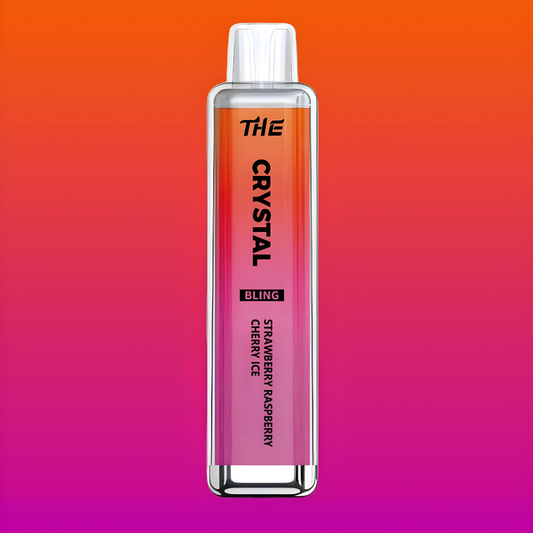 THE
CRYSTAL
BLING
STRAWBERRY RASPBERRY
CHERRY ICE